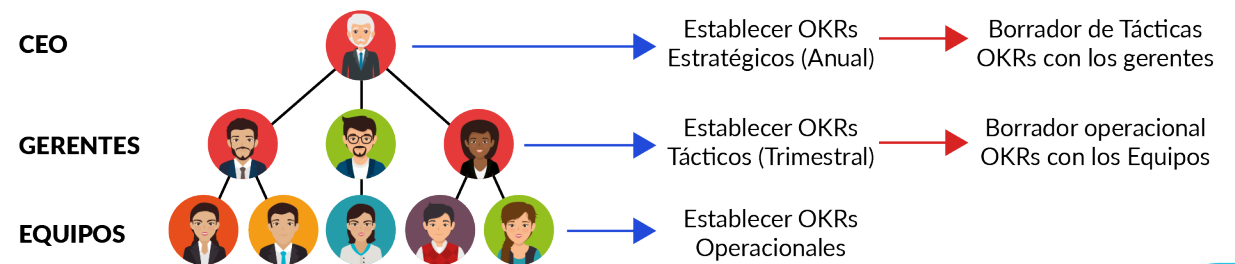 CEO
Establecer OKRs
Estratégicos (Anual)
Borrador de Tácticas
OKRs con los gerentes
GERENTES
Establecer OKRs
Tácticos (Trimestral)
Borrador operacional
OKRs con los Equipos
EQUIPOS
Establecer OKRs
Operacionales